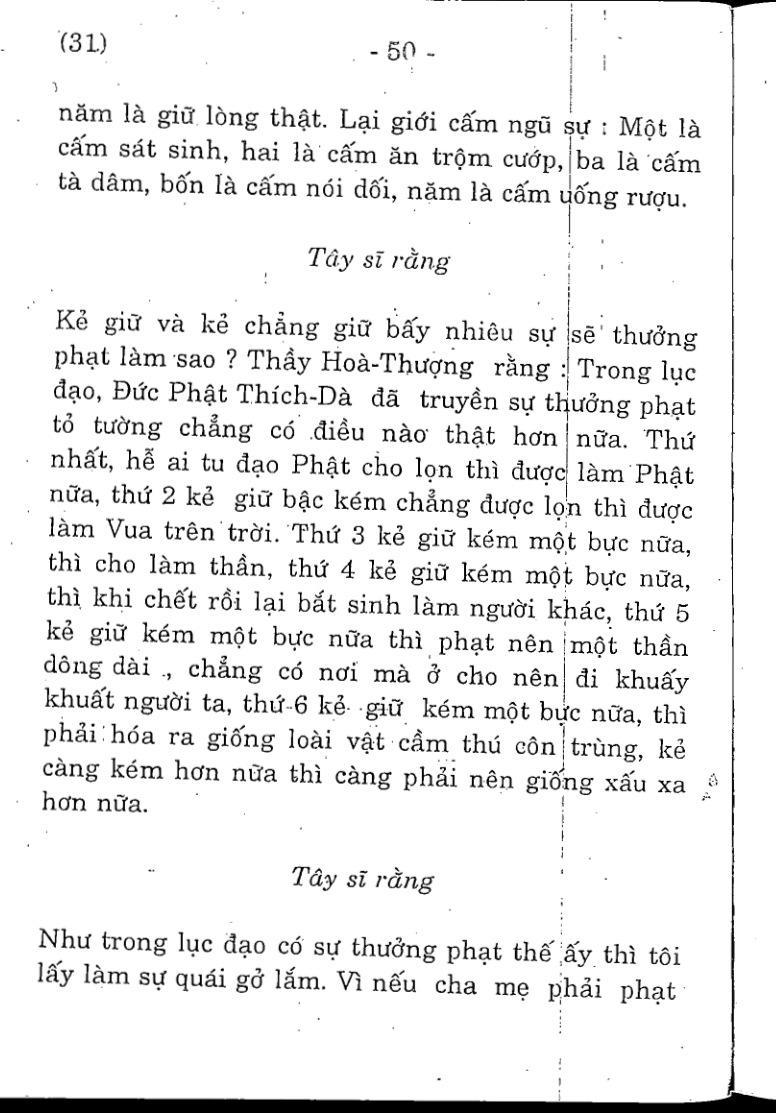 (31)
- 50 -
năm là giữ lòng thật. Lại giới cấm ngũ sự : Một là
cấm sát sinh, hai là cấm ăn trộm cướp, ba là cấm
tà dâm, bốn là cấm nói dối, năm là cấm uống rượu.
Tây sĩ rằng
Kẻ giữ và kẻ chẳng giữ bấy nhiêu sự sẽ thưởng
phạt làm sao ? Thầy Hoà-Thượng rằng : Trong lục
đạo, Đức Phật Thích-Dà đã truyền sự thưởng phạt
tỏ tường chẳng có điều nào thật hơn nữa. Thứ
nhất, hễ ai tu đạo Phật cho lọn thì được làm Phật
nữa, thứ 2 kẻ giữ bậc kém chẳng được lọn thì được
làm Vua trên trời. Thứ 3 kẻ giữ kém một bực nữa,
thì cho làm thần, thứ 4 kẻ giữ kém một bực nữa,
thì khi chết rồi lại bắt sinh làm người khác, thứ 5
kẻ giữ kém một bực nữa thì phạt nên một thần
dông dài ., chẳng có nơi mà ở cho nên đi khuấy
khuất người ta, thứ 6 kẻ giữ kém một bực nữa, thì
phải hóa ra giống loài vật cầm thú côn trùng, kẻ
càng kém hơn nữa thì càng phải nên giống xấu xa
hơn nữa.
Tây sĩ rằng
Như trong lục đạo có sự thưởng phạt thế ấy thì tôi
lấy làm sự quái gở lắm. Vì nếu cha mẹ phải phạt